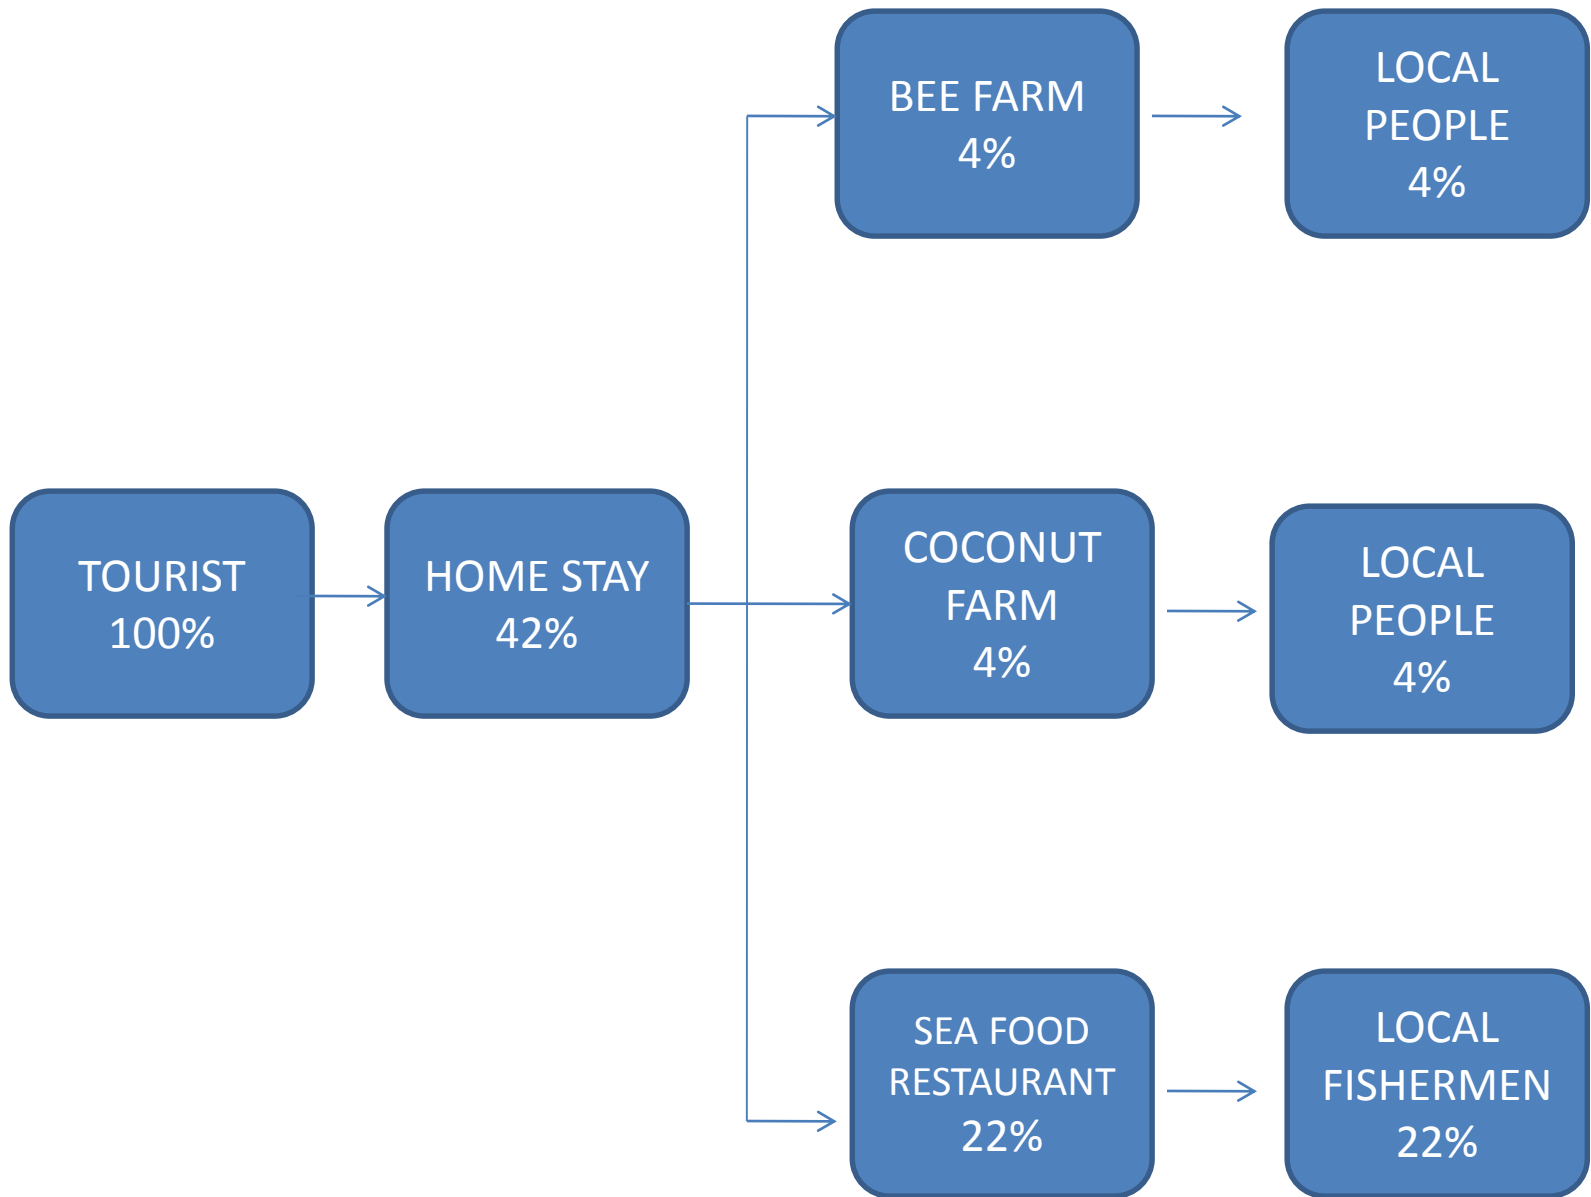 BEE FARM
4%
LOCAL
PEOPLE
4%
TOURIST
100%
HOME STAY
42%
COCONUT
FARM
4%
LOCAL
PEOPLE
4%
SEA FOOD
RESTAURANT
22%
LOCAL
FISHERMEN
22%